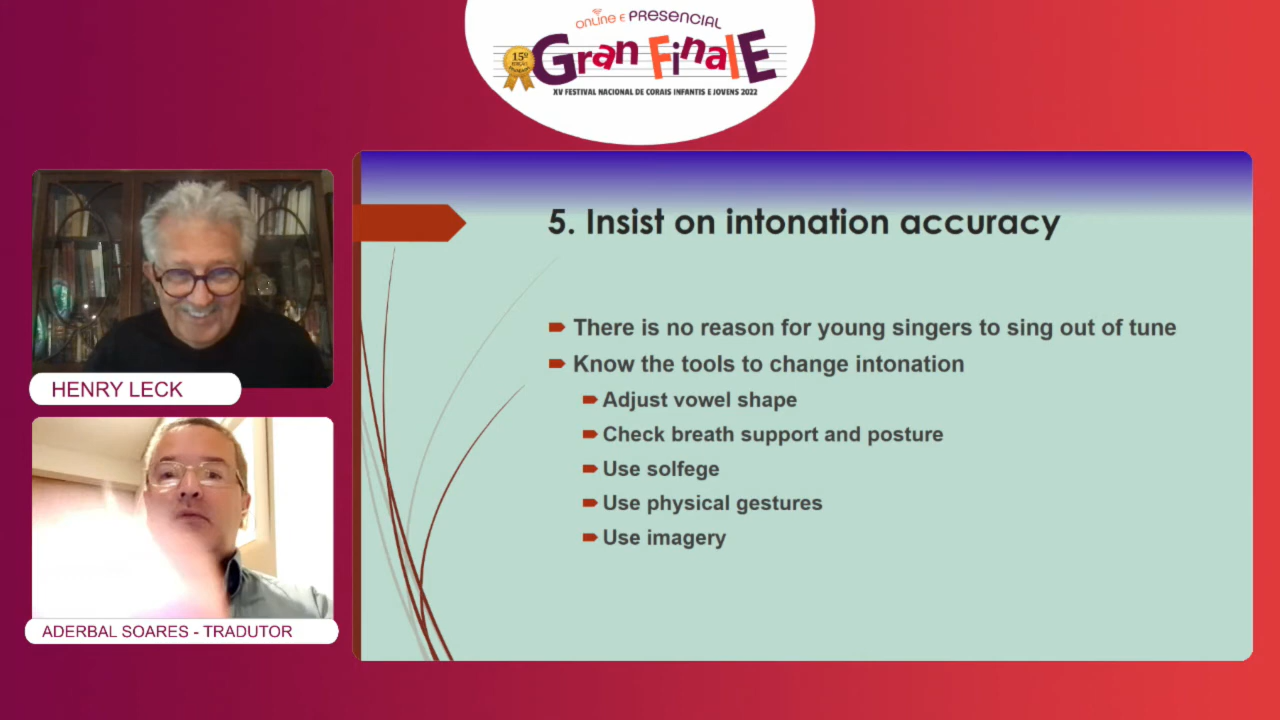 ONLINE E PRESENCIAL
15º
EDIÇÃO
Gran Finale
XV FESTIVAL NACIONAL DE CORAIS INFANTIS E JOVENS 2022
5. Insist on intonation accuracy
There is no reason for young singers to sing out of tune
Know the tools to change intonation
Adjust vowel shape
Check breath support and posture
Use solfege
Use physical gestures
Use imagery
HENRY LECK
ADERBAL SOARES - TRADUTOR